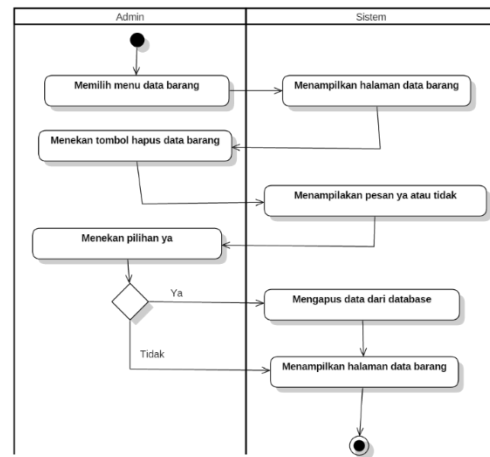 Admin
Sistem
Memilih menu data barang
Menampilkan halaman data barang
Menekan tombol hapus data barang
Menampilakan pesan ya atau tidak
Menekan pilihan ya
Ya
Mengapus data dari database
Tidak
Menampilkan halaman data barang